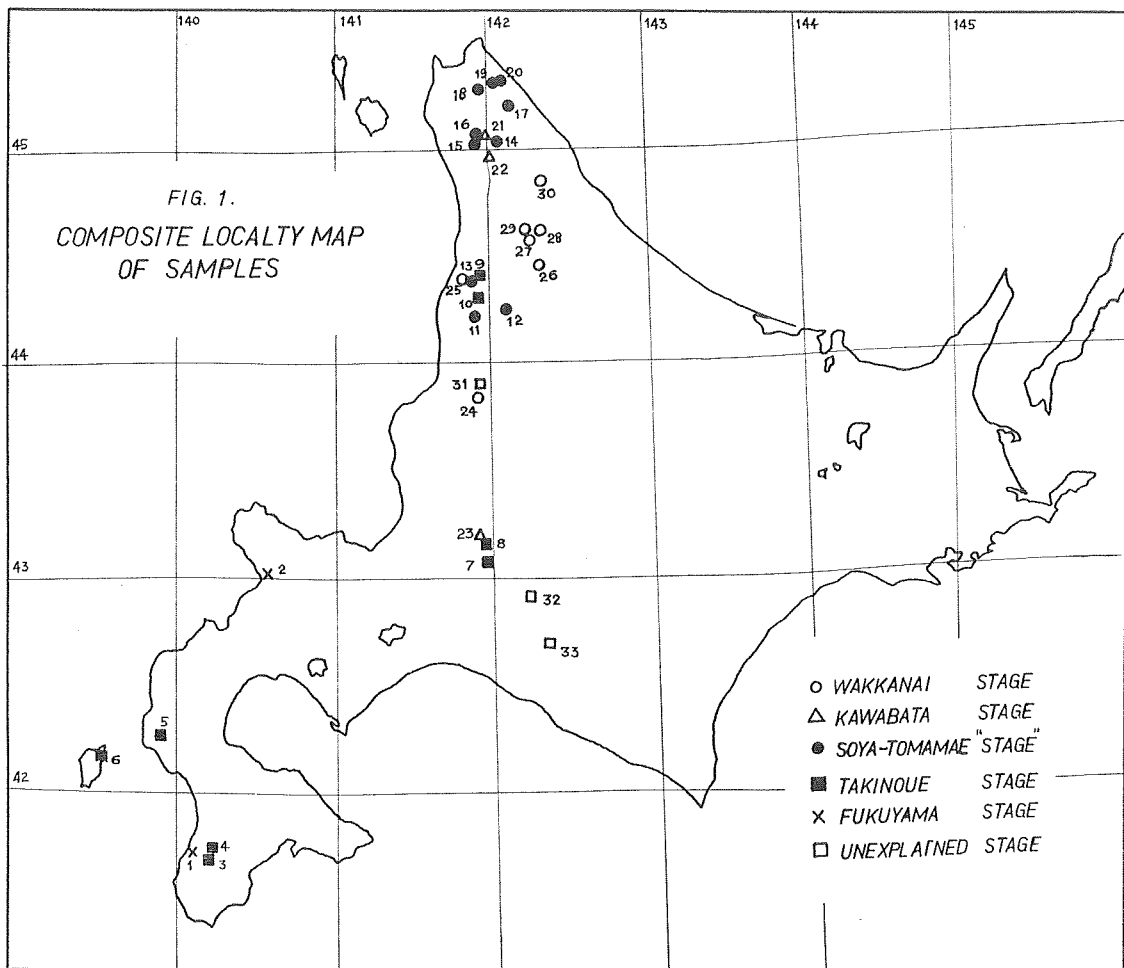 140 141 142 143 144 145
19 20
18
17
16 21
15 14
45
22
FIG. 1.
30
COMPOSITE LOCALTY MAP
29 28
OF SAMPLES
27
13 9 26
25
10
11 12
44
31
24
23 8
7
2
43
32
33
5
6
42
4
1 3
WAKKANAI STAGE
KAWABATA STAGE
SOYA-TOMAMAE "STAGE"
TAKINOUE STAGE
FUKUYAMA STAGE
UNEXPLAINED STAGE